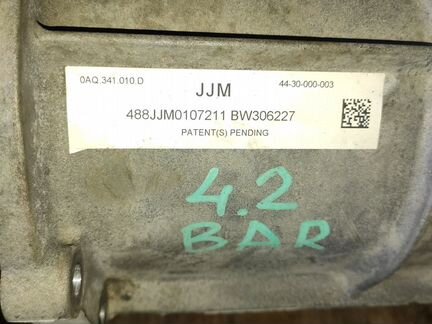 0AQ.341.010.D
JJM
44-30-000-003
488JJM0107211 BW306227
PATENT(S) PENDING
4.2
BAR